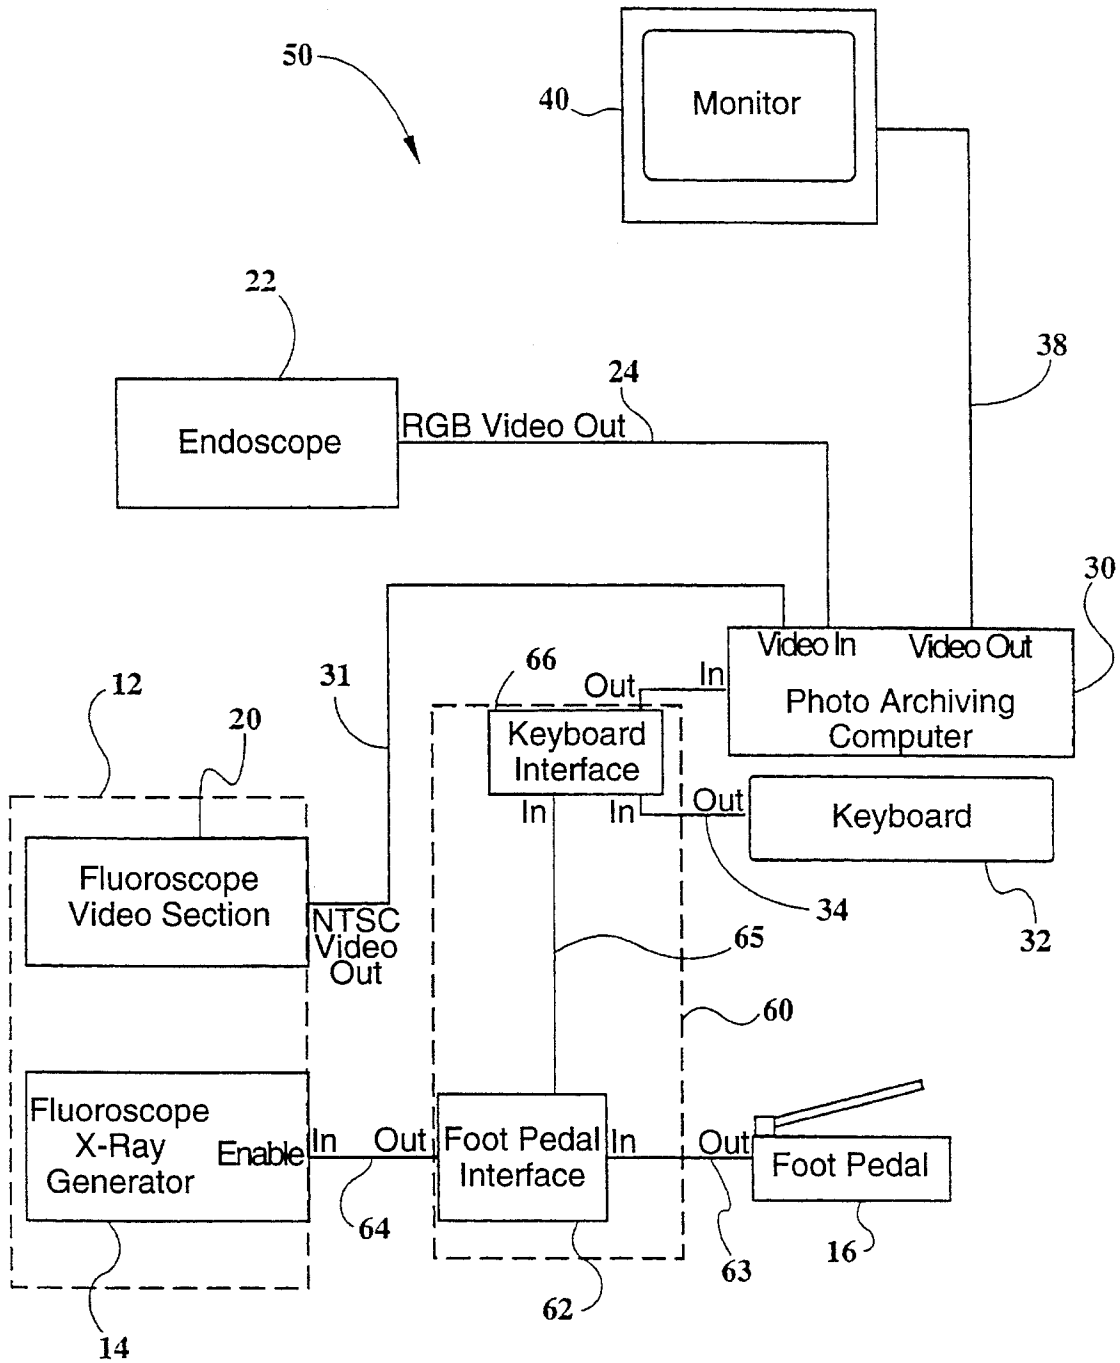 50
40
Monitor
22
38
24
Endoscope
RGB Video Out
30
Video In
Video Out
31
66
In
Out
12
20
Photo Archiving
Computer
Keyboard
Interface
Out
In
In
Keyboard
Fluoroscope
Video Section
NTSC
Video
Out
34
65
32
60
Fluoroscope
X-Ray
Generator
Enable
In
Out
Foot Pedal
Interface
In
Out
Foot Pedal
64
63
16
62
14